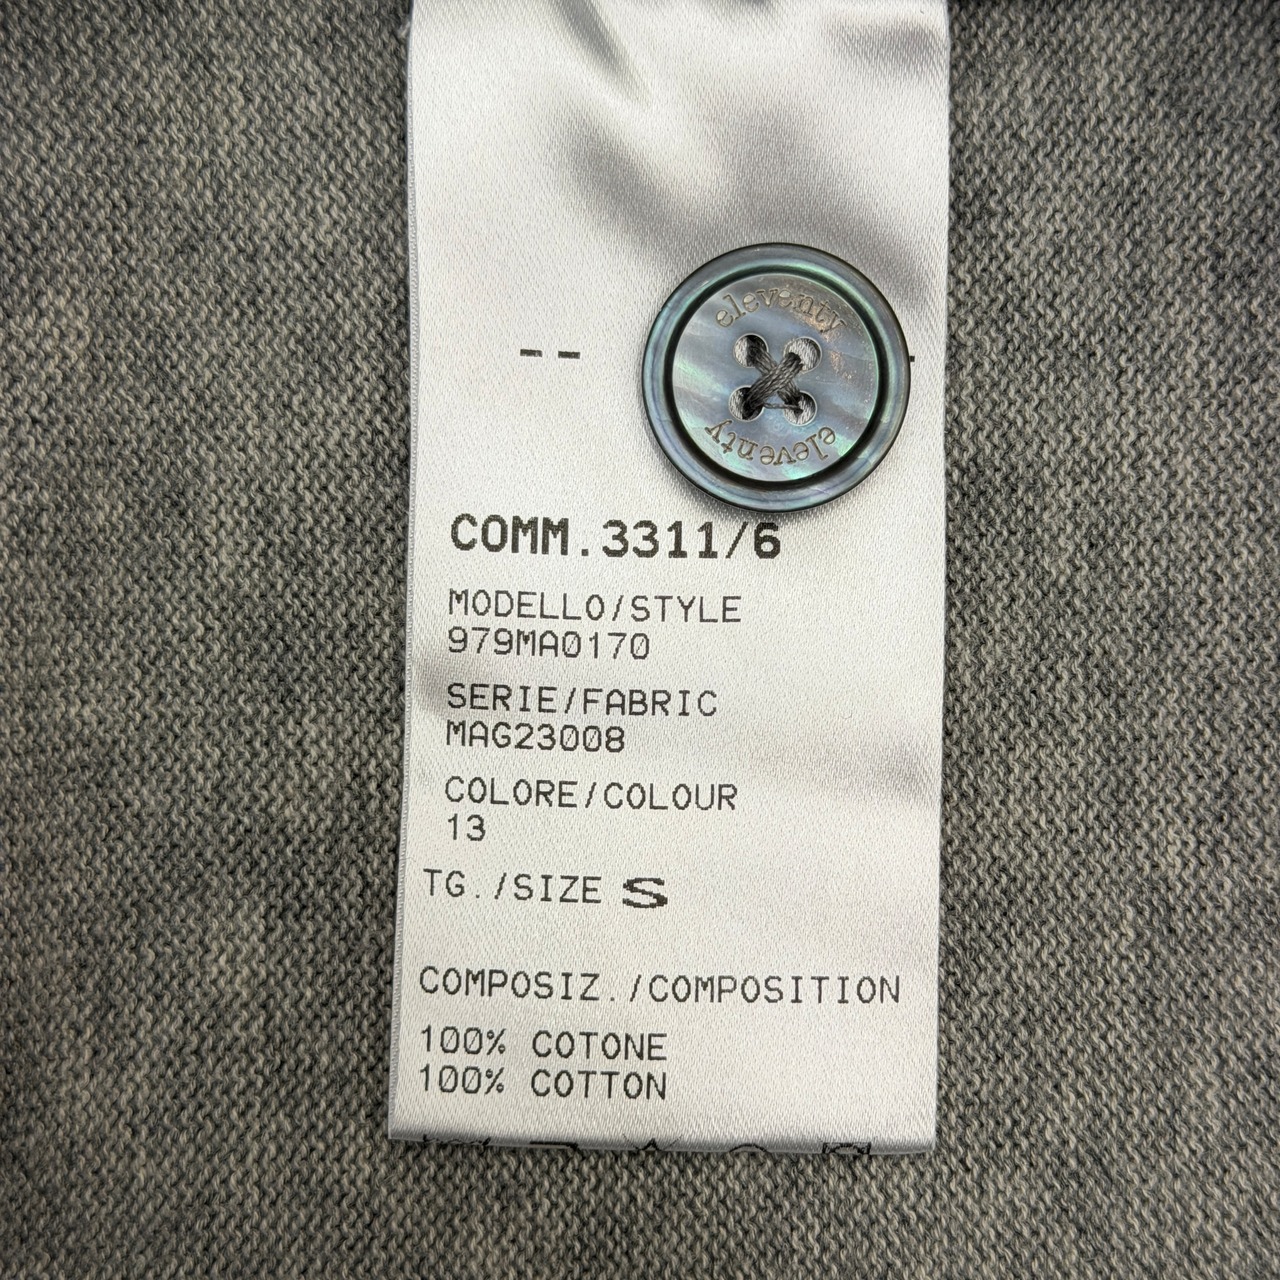 eleventy
eleventy
--
COMM.3311/6
MODELLO/STYLE
979MA0170
SERIE/FABRIC
MAG23008
COLORE/COLOUR
13
TG./SIZE S
COMPOSIZ./COMPOSITION
100% COTONE
100% COTTON